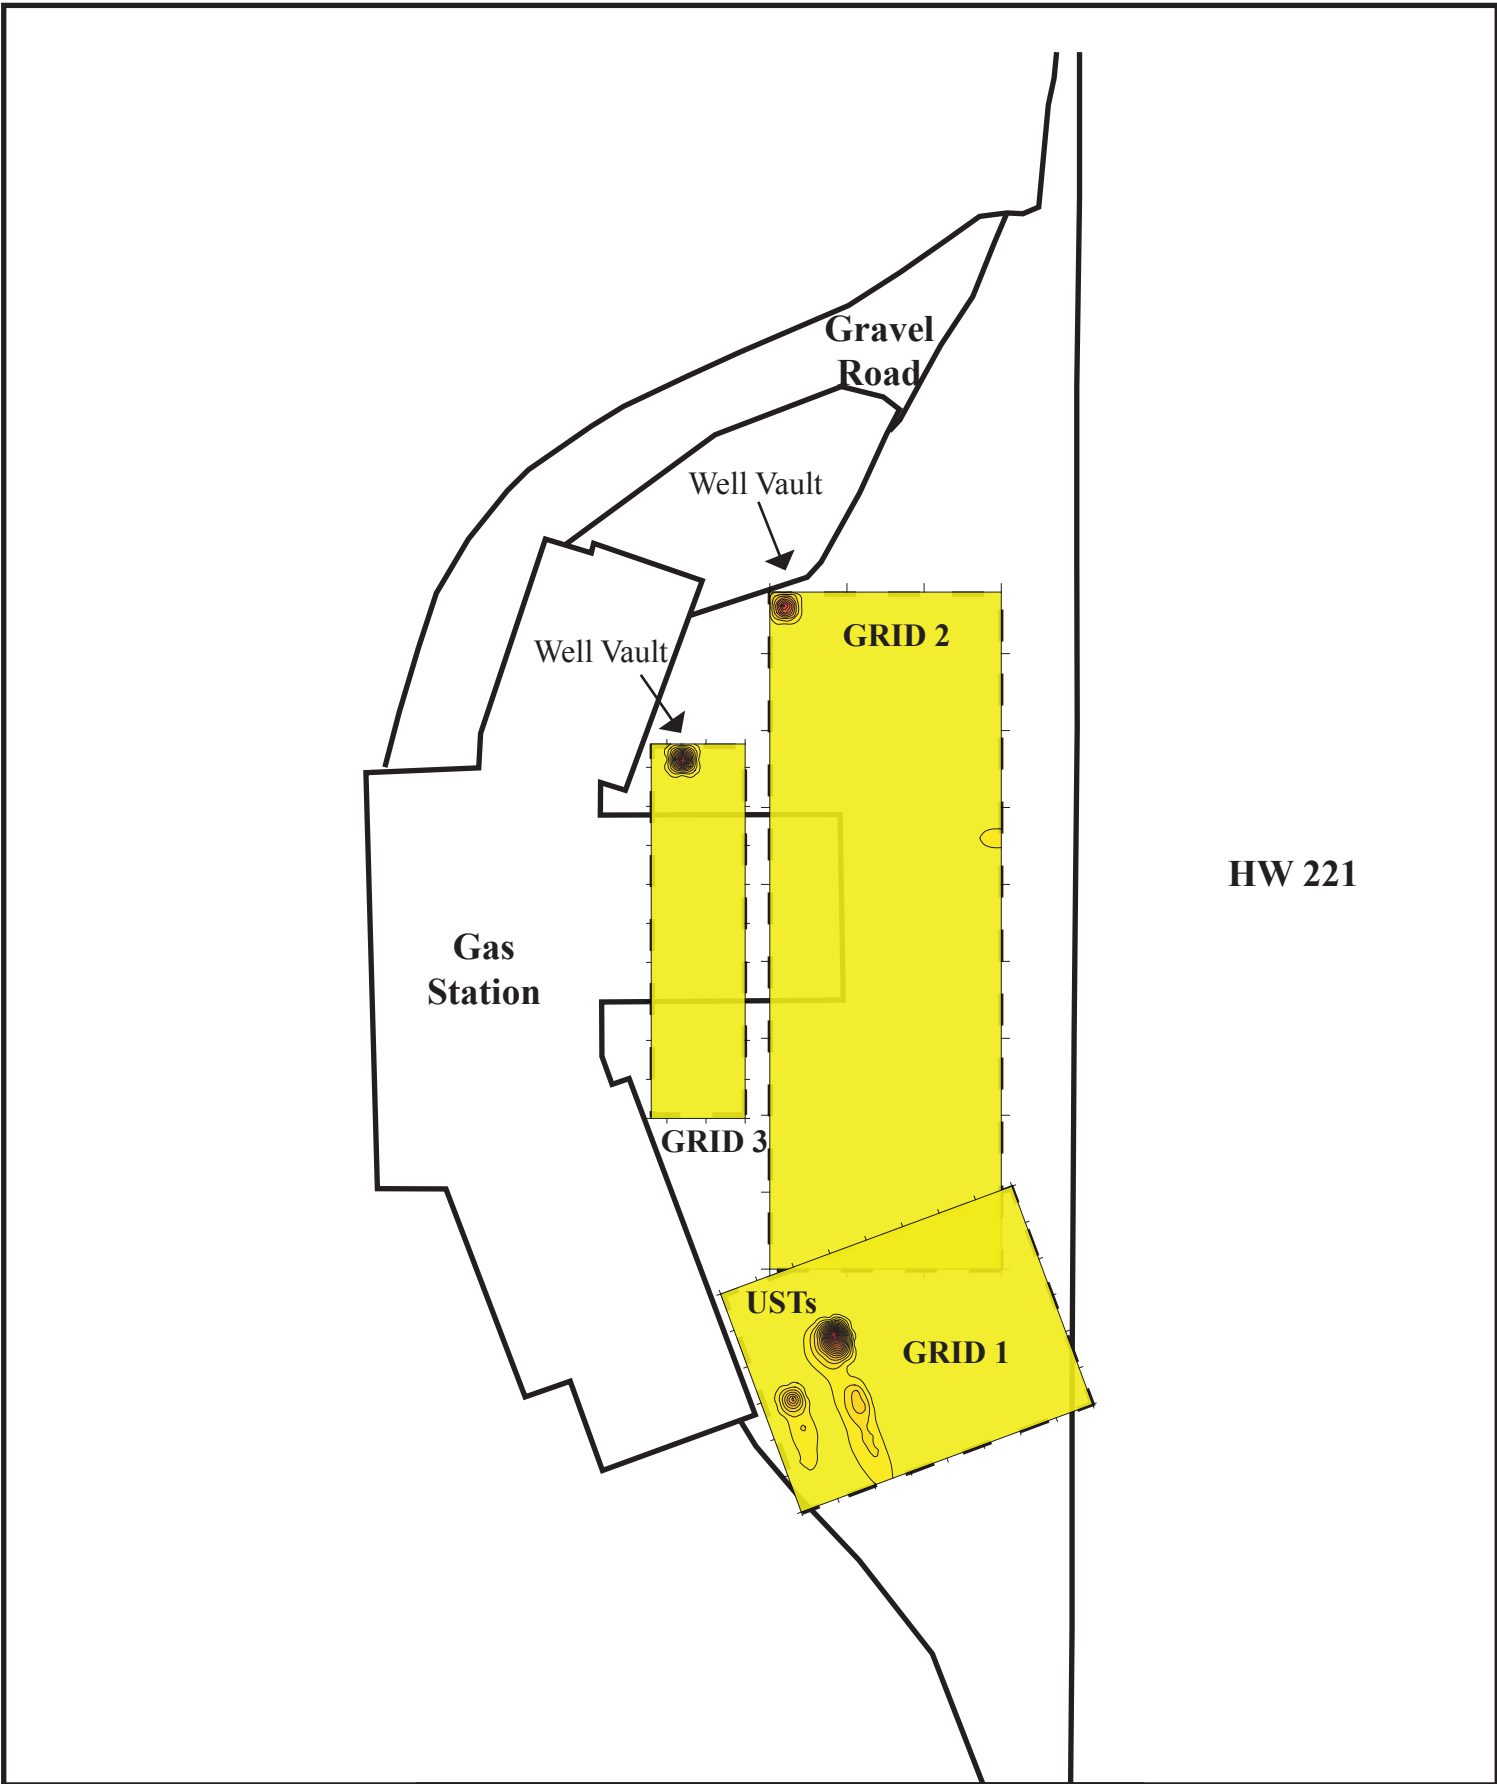 Gravel
Road
Well Vault
GRID 2
Well Vault
HW 221
Gas
Station
GRID 3
USTs
GRID 1